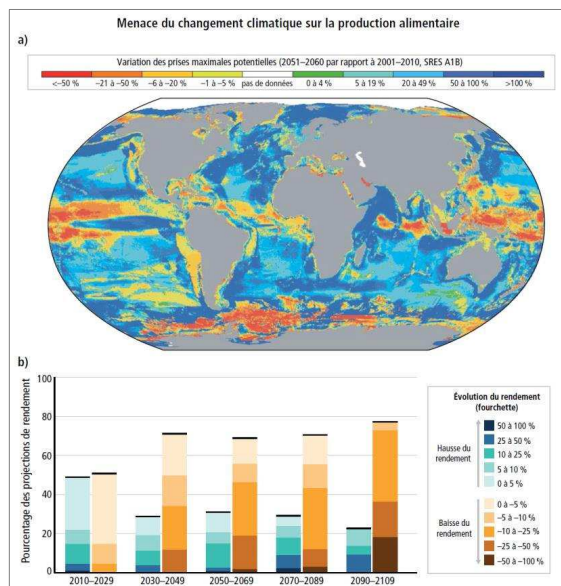 Menace du changement climatique sur la production alimentaire
a)
Variation des prises maximales potentielles (2051–2060 par rapport à 2001–2010, SRES A1B)
<–50 % –21 à –50 % –6 à –20 % –1 à –5 % pas de données 0 à 4 % 5 à 19 % 20 à 49 % 50 à 100 % >100 %
b)
100
80
60
40
20
0
Pourcentage des projections de rendement
2010–2029 2030–2049 2050–2069 2070–2089 2090–2109
Évolution du rendement
(fourchette)
Hausse du
rendement
50 à 100 %
25 à 50 %
10 à 25 %
5 à 10 %
0 à 5 %
Baisse du
rendement
0 à –5 %
–5 à –10 %
–10 à –25 %
–25 à –50 %
–50 à –100 %